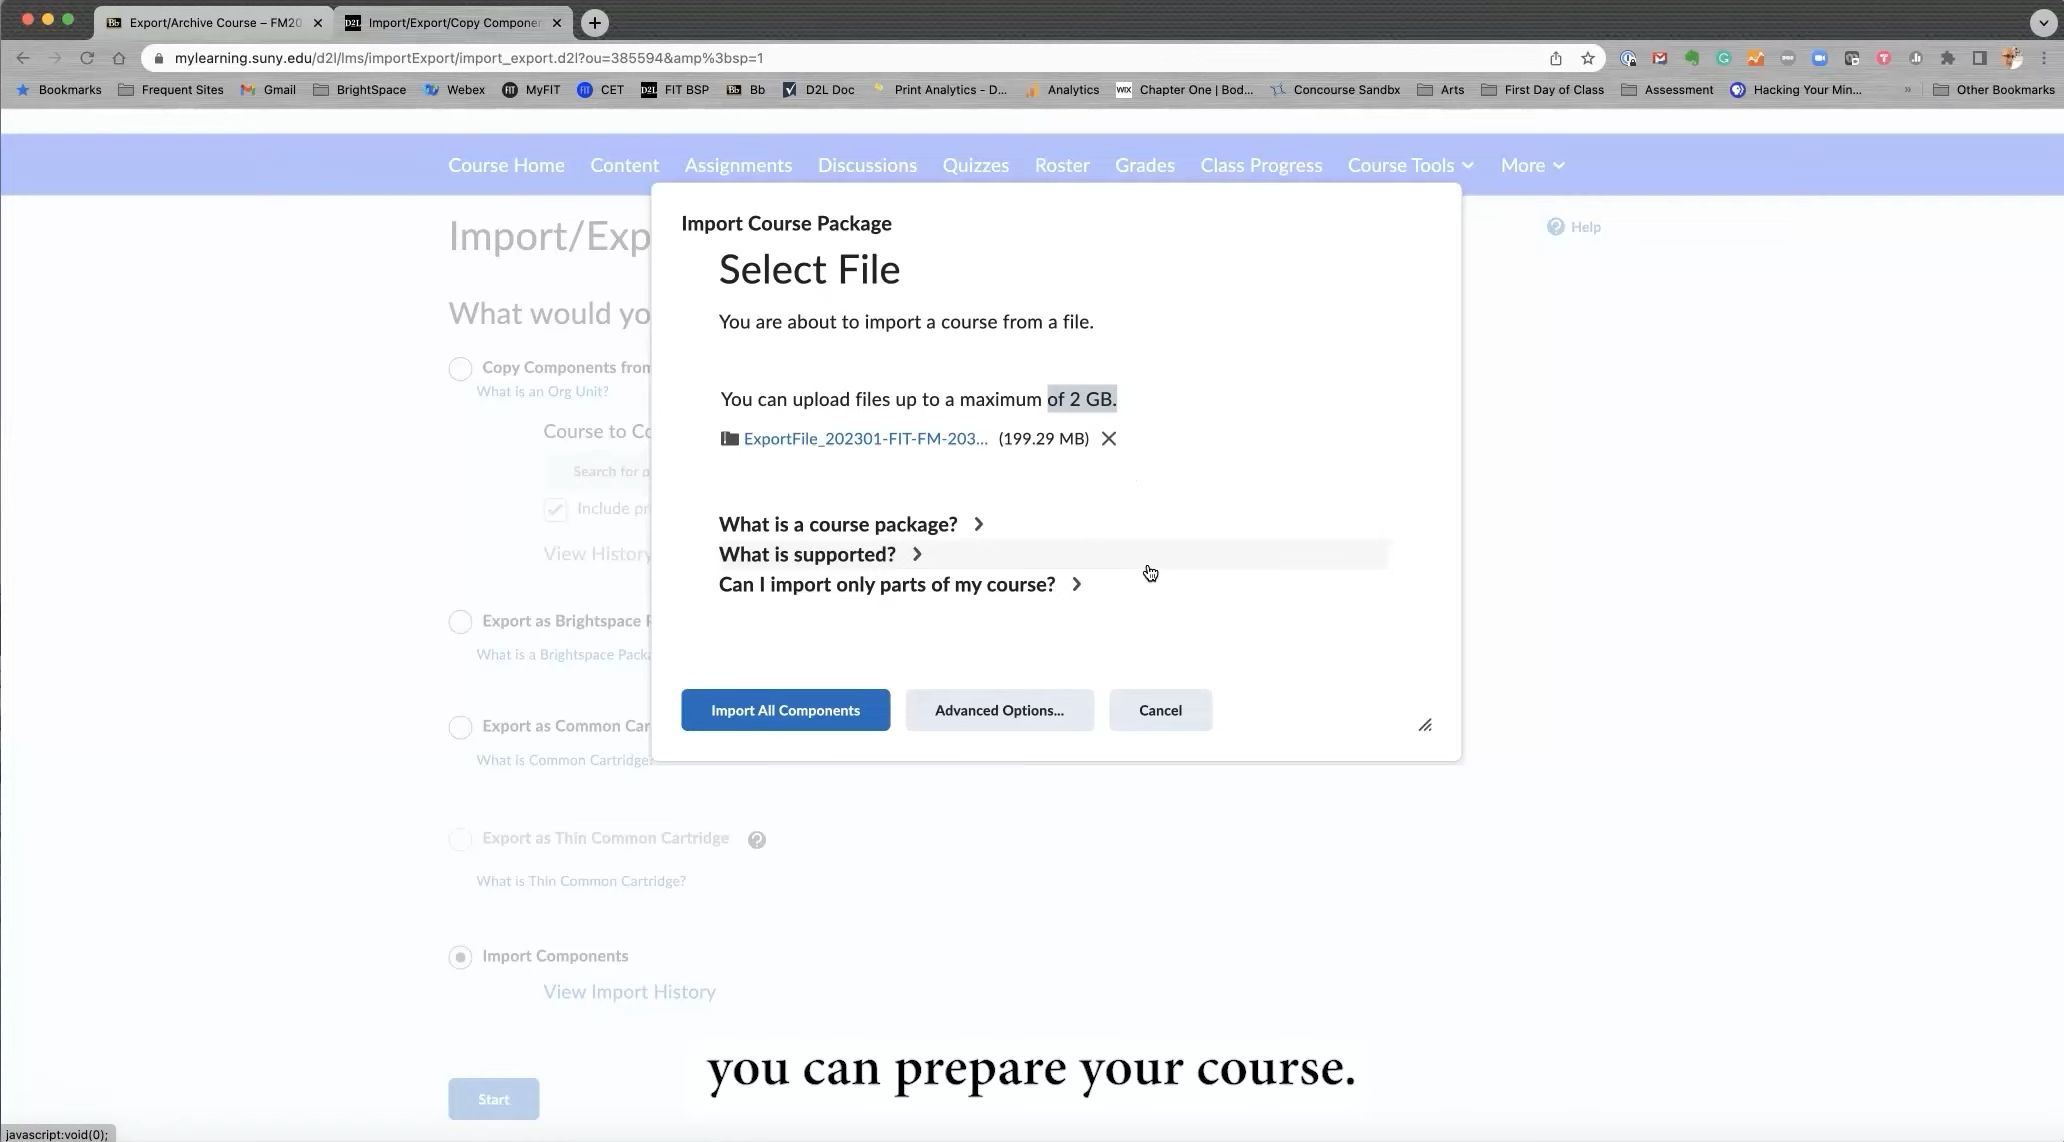 Export/Archive Course – FM20
Import/Export/Copy Componen
mylearning.suny.edu/d2l/lms/importExport/import_export.d2l?ou=385594&amp%3bsp=1
Bookmarks Frequent Sites Gmail BrightSpace Webex MyFIT CET D2L FIT BSP Bb Bb D2L Doc Print Analytics - D... Analytics WIX Chapter One | Bod... Concourse Sandbx Arts First Day of Class Assessment Hacking Your Min... » Other Bookmarks
Course Home Content Assignments Discussions Quizzes Roster Grades Class Progress Course Tools More
Import/Exp
Help
What would yo
Copy Components from
What is an Org Unit?
Course to Co
Search for
Include pr
View History
Export as Brightspace
What is a Brightspace Packa
Export as Common Car
What is Common Cartridge?
Export as Thin Common Cartridge
What is Thin Common Cartridge?
Import Components
View Import History
Start
Import Course Package
Select File
You are about to import a course from a file.
You can upload files up to a maximum of 2 GB.
ExportFile_202301-FIT-FM-203... (199.29 MB)
What is a course package?
What is supported?
Can I import only parts of my course?
Import All Components Advanced Options... Cancel
you can prepare your course.
javascript:void(0);